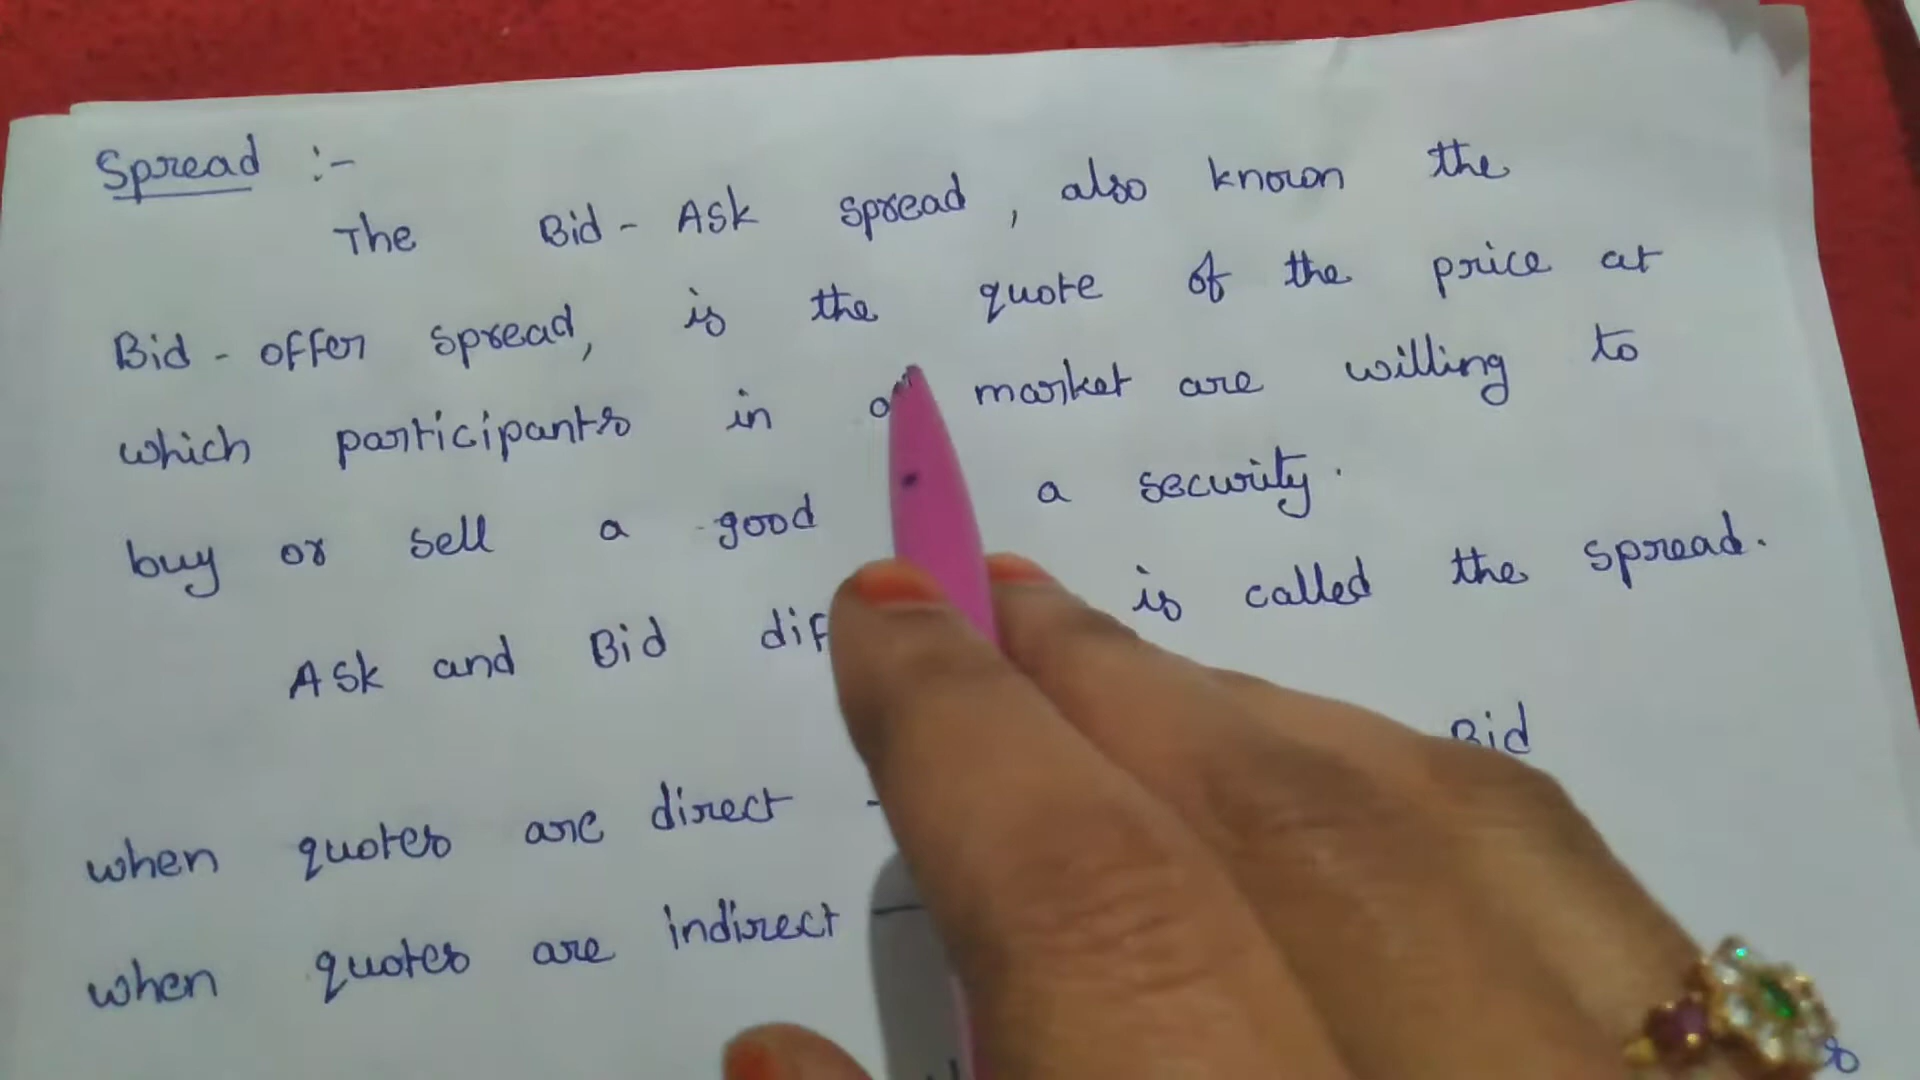 Spread :-
The Bid - Ask spread, also known the
Bid - offer spread, is the quote of the price at
which participants in a market are willing to
buy or sell a good a security.
Ask and Bid is called the spread.
when quotes are direct - Bid
when quotes are indirect -